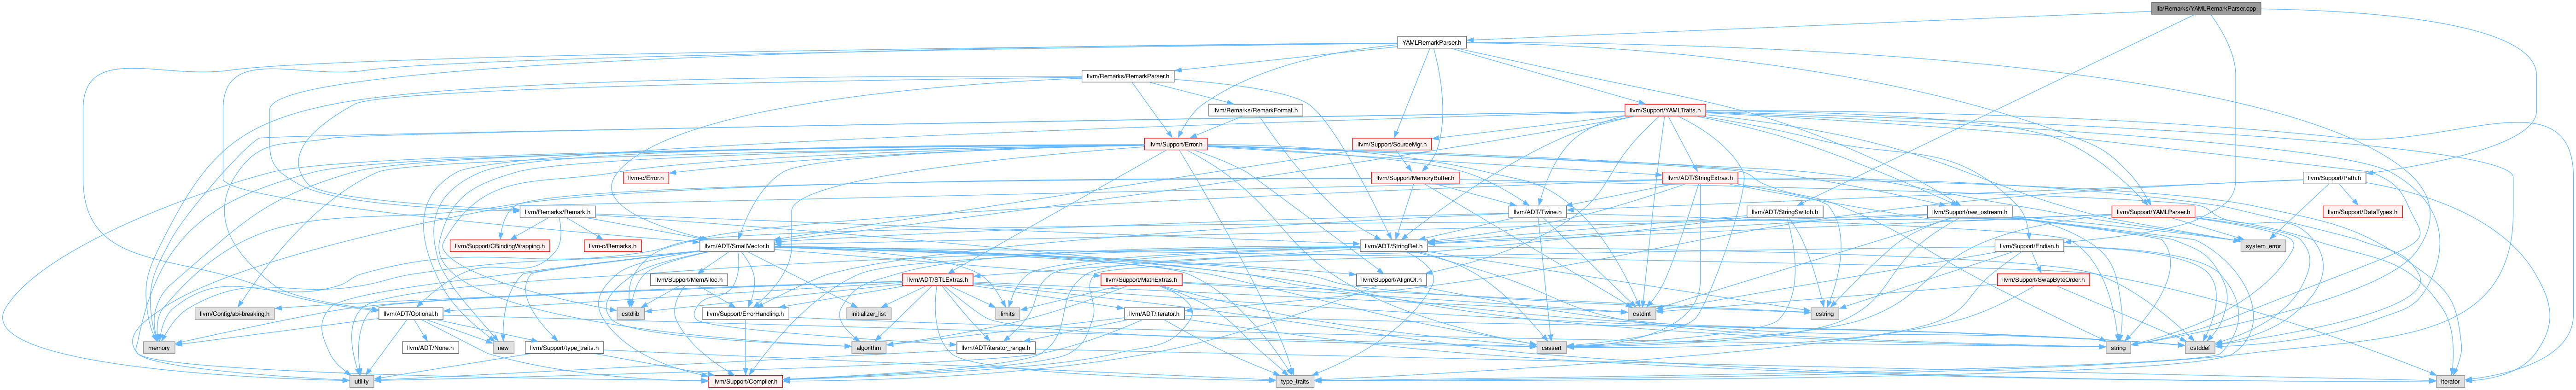 lib/Remarks/YAMLRemarkParser.cpp
YAMLRemarkParser.h
llvm/Remarks/RemarkParser.h
llvm/Remarks/RemarkFormat.h
llvm/Support/YAMLTraits.h
llvm/Support/Error.h
llvm/Support/SourceMgr.h
llvm-c/Error.h
llvm/Support/MemoryBuffer.h
llvm/ADT/StringExtras.h
llvm/Support/Path.h
llvm/Remarks/Remark.h
llvm/ADT/Twine.h
llvm/ADT/StringSwitch.h
llvm/Support/raw_ostream.h
llvm/Support/YAMLParser.h
llvm/Support/DataTypes.h
llvm/Support/CBindingWrapping.h
llvm-c/Remarks.h
llvm/ADT/SmallVector.h
llvm/ADT/StringRef.h
llvm/Support/Endian.h
system_error
llvm/Support/MemAlloc.h
llvm/ADT/STLExtras.h
llvm/Support/MathExtras.h
llvm/Support/AlignOf.h
llvm/Support/SwapByteOrder.h
llvm/Config/abi-breaking.h
llvm/ADT/Optional.h
cstdlib
llvm/Support/ErrorHandling.h
initializer_list
limits
llvm/ADT/iterator.h
cstdint
cstring
memory
llvm/ADT/None.h
new
llvm/Support/type_traits.h
algorithm
llvm/ADT/iterator_range.h
cassert
string
cstddef
utility
llvm/Support/Compiler.h
type_traits
iterator